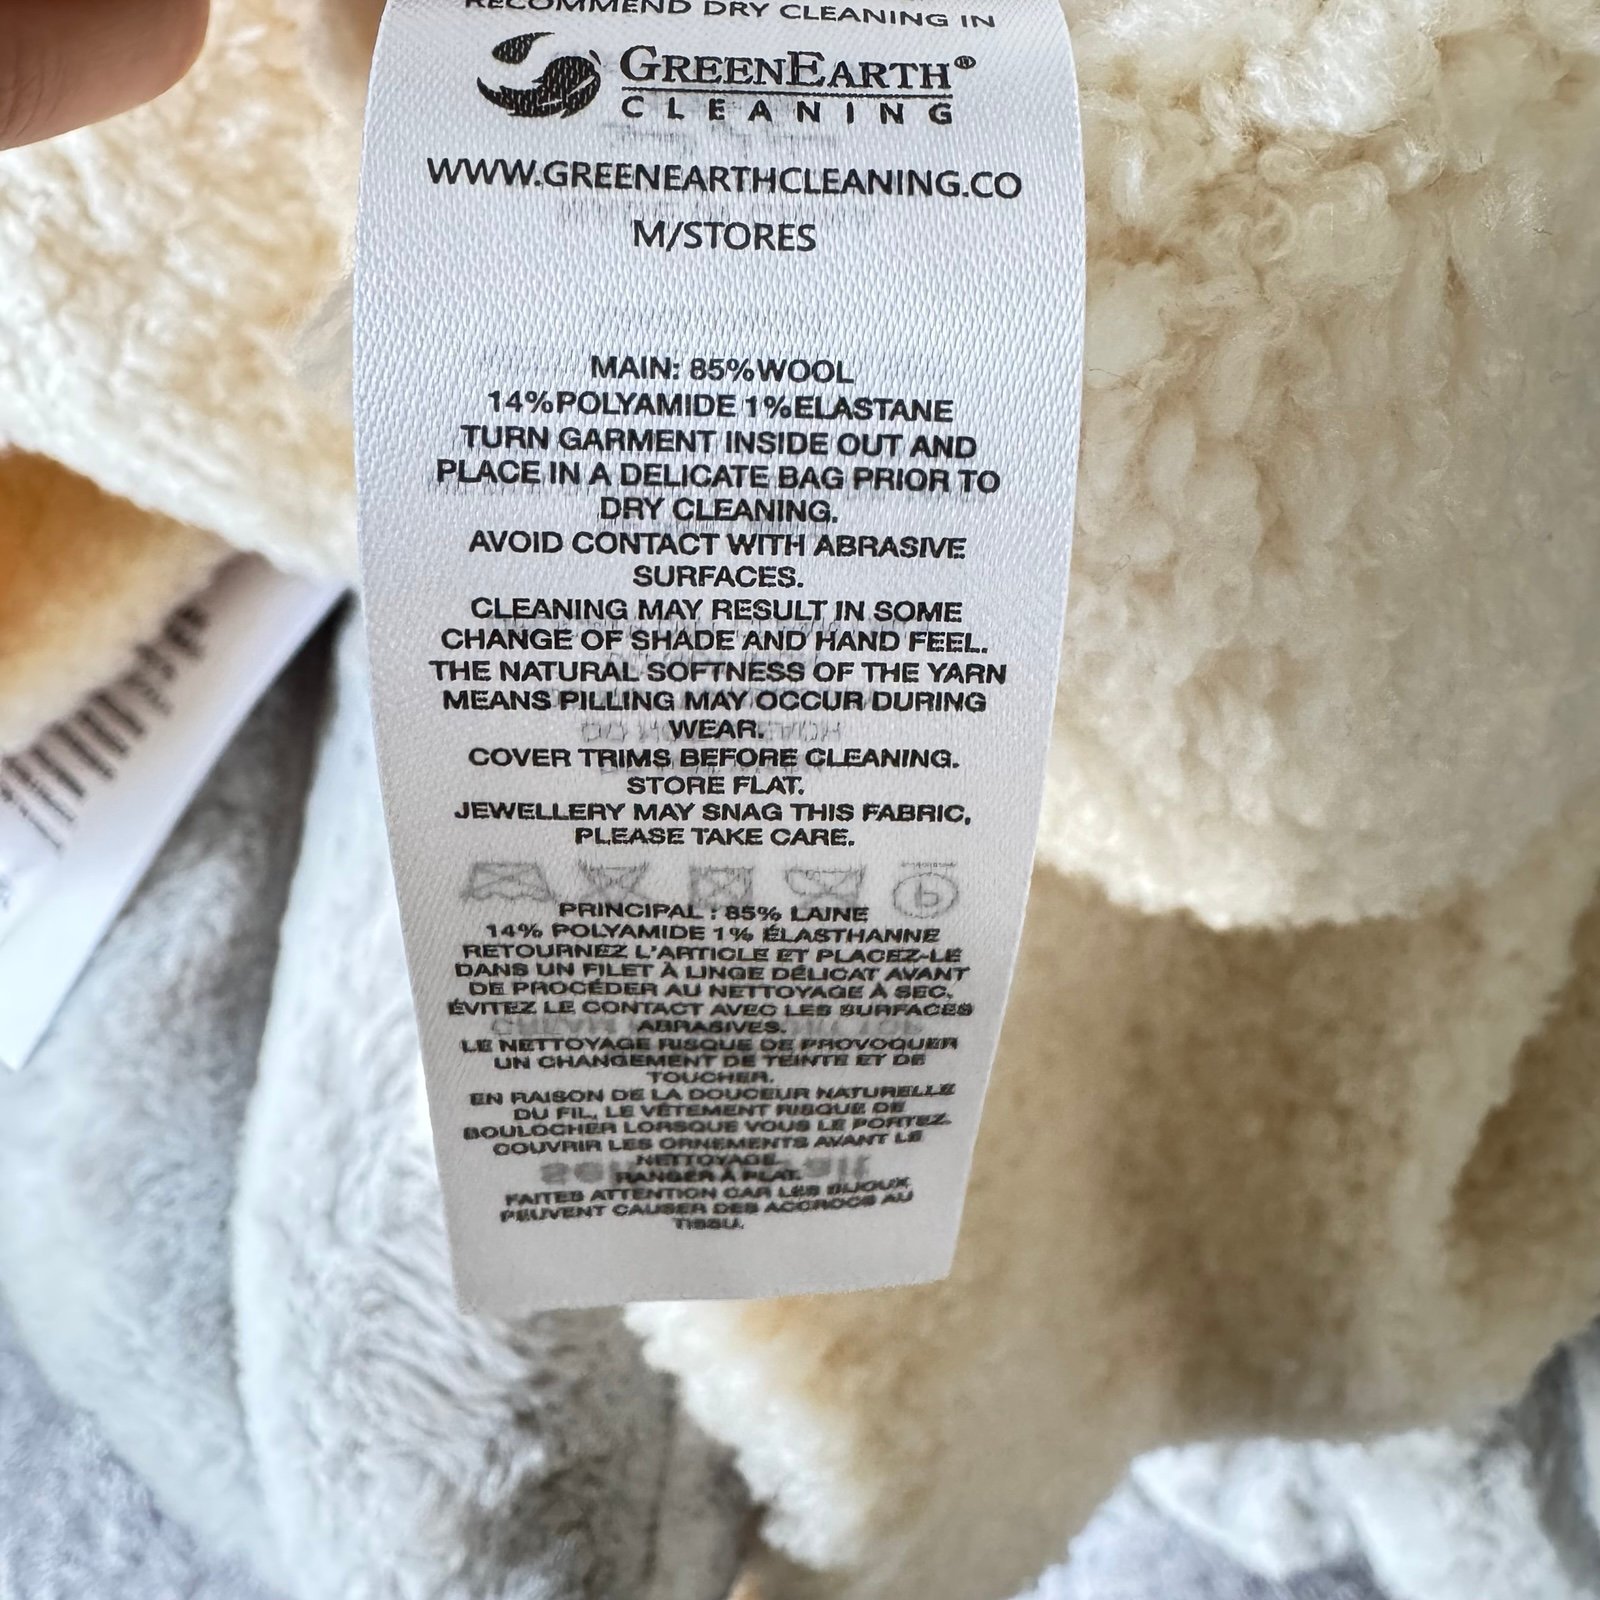 RECOMMEND DRY CLEANING IN
GREENEARTH®
CLEANING
WWW.GREENEARTHCLEANING.CO
M/STORES
MAIN: 85%WOOL
14%POLYAMIDE 1%ELASTANE
TURN GARMENT INSIDE OUT AND
PLACE IN A DELICATE BAG PRIOR TO
DRY CLEANING.
AVOID CONTACT WITH ABRASIVE
SURFACES.
CLEANING MAY RESULT IN SOME
CHANGE OF SHADE AND HAND FEEL.
THE NATURAL SOFTNESS OF THE YARN
MEANS PILLING MAY OCCUR DURING
WEAR.
COVER TRIMS BEFORE CLEANING.
STORE FLAT.
JEWELLERY MAY SNAG THIS FABRIC,
PLEASE TAKE CARE.
PRINCIPAL : 85% LAINE
14% POLYAMIDE 1% ÉLASTHANNE
RETOURNEZ L'ARTICLE ET PLACEZ-LE
DANS UN FILET À LINGE DÉLICAT AVANT
DE PROCÉDER AU NETTOYAGE À SEC.
ÉVITEZ LE CONTACT AVEC LES SURFACES
ABRASIVES.
LE NETTOYAGE RISQUE DE PROVOQUER
UN CHANGEMENT DE TEINTE ET DE
TOUCHER.
EN RAISON DE LA DOUCEUR NATURELLE
DU FIL, LE VÊTEMENT RISQUE DE
BOULOCHER LORSQUE VOUS LE PORTEZ.
COUVRIR LES ORNEMENTS AVANT LE
NETTOYAGE.
RANGER À PLAT.
FAITES ATTENTION CAR LES BIJOUX
PEUVENT CAUSER DES ACCROCS AU
TISSU.